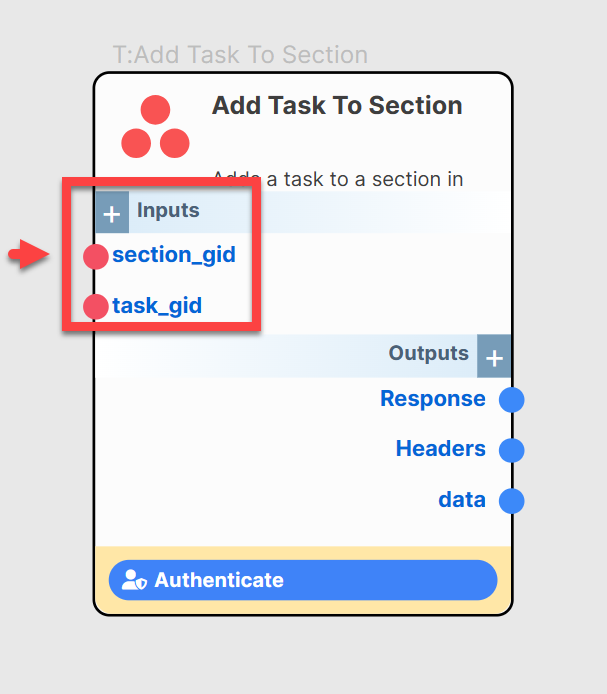 T:Add Task To Section
Add Task To Section
Adds a task to a section in
+ Inputs
section_gid
task_gid
Outputs +
Response
Headers
data
Authenticate